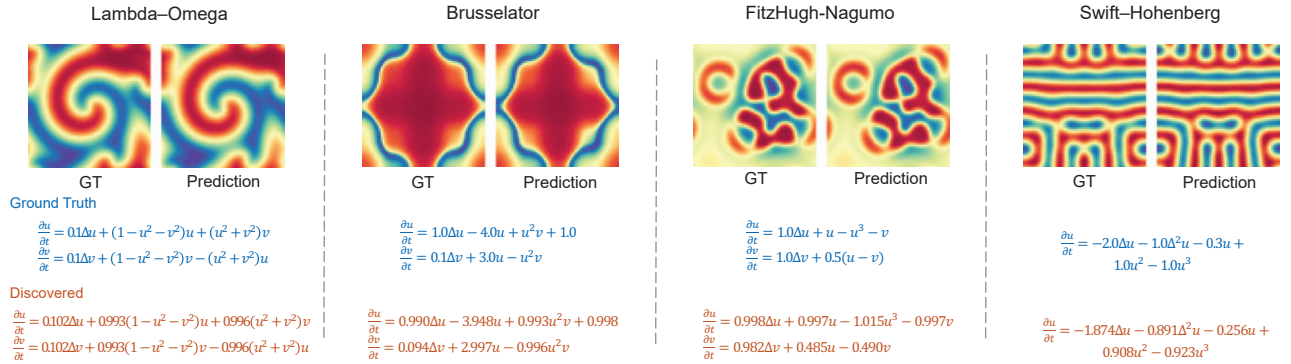 Lambda–Omega
Brusselator
FitzHugh-Nagumo
Swift–Hohenberg
GT Prediction
GT Prediction
GT Prediction
GT Prediction
Ground Truth
∂u/∂t = 0.1Δu + (1 − u² − v²)u + (u² + v²)v
∂v/∂t = 0.1Δv + (1 − u² − v²)v − (u² + v²)u
∂u/∂t = 1.0Δu − 4.0u + u²v + 1.0
∂v/∂t = 0.1Δv + 3.0u − u²v
∂u/∂t = 1.0Δu + u − u³ − v
∂v/∂t = 1.0Δv + 0.5(u − v)
∂u/∂t = −2.0Δu − 1.0Δ²u − 0.3u +
1.0u² − 1.0u³
Discovered
∂u/∂t = 0.102Δu + 0.993(1 − u² − v²)u + 0.996(u² + v²)v
∂v/∂t = 0.102Δv + 0.993(1 − u² − v²)v − 0.996(u² + v²)u
∂u/∂t = 0.990Δu − 3.948u + 0.993u²v + 0.998
∂v/∂t = 0.094Δv + 2.997u − 0.996u²v
∂u/∂t = 0.998Δu + 0.997u − 1.015u³ − 0.997v
∂v/∂t = 0.982Δv + 0.485u − 0.490v
∂u/∂t = −1.874Δu − 0.891Δ²u − 0.256u +
0.908u² − 0.923u³